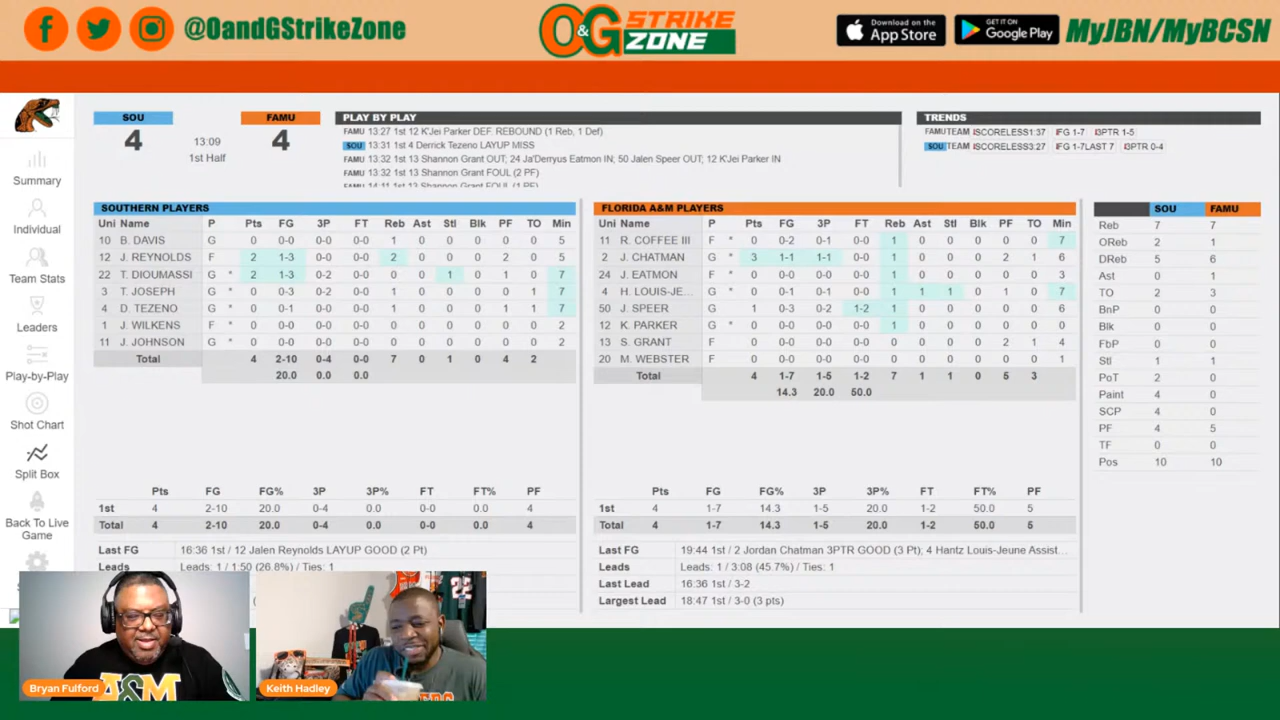 @OandGStrikeZone
O&G STRIKE ZONE
Download on the App Store
GET IT ON Google Play
MyJBN/MyBCSN
SOU
4
13:09
1st Half
FAMU
4
PLAY BY PLAY
FAMU 13:27 1st 12 K'Jei Parker DEF. REBOUND (1 Reb, 1 Def)
SOU 13:31 1st 4 Derrick Tezeno LAYUP MISS
FAMU 13:32 1st 13 Shannon Grant OUT; 24 Ja'Derryus Eatmon IN; 50 Jalen Speer OUT; 12 K'Jei Parker IN
FAMU 13:32 1st 13 Shannon Grant FOUL (2 PF)
FAMU 14:11 1st 13 Shannon Grant FOUL (1 PF)
TRENDS
FAMU TEAM SCORELESS 1:37 FG 1-7 3PTR 1-5
SOU TEAM SCORELESS 3:27 FG 1-7 LAST 7 3PTR 0-4
Summary
Individual
Team Stats
Leaders
Play-by-Play
Shot Chart
Split Box
Back To Live
Game
SOUTHERN PLAYERS
Uni Name P Pts FG 3P FT Reb Ast Stl Blk PF TO Min
10 B. DAVIS G 0 0-0 0-0 0-0 1 0 0 0 0 0 5
12 J. REYNOLDS F 2 1-3 0-0 0-0 2 0 0 0 2 0 5
22 T. DIOUMASSI G * 2 1-3 0-2 0-0 0 0 1 0 1 0 7
3 T. JOSEPH G * 0 0-3 0-2 0-0 1 0 0 0 0 1 7
4 D. TEZENO G * 0 0-1 0-0 0-0 1 0 0 0 1 1 7
1 J. WILKENS F * 0 0-0 0-0 0-0 0 0 0 0 0 0 2
11 J. JOHNSON G * 0 0-0 0-0 0-0 0 0 0 0 0 0 2
Total 4 2-10 0-4 0-0 7 0 1 0 4 2
20.0 0.0 0.0
Pts FG FG% 3P 3P% FT FT% PF
1st 4 2-10 20.0 0-4 0.0 0-0 0.0 4
Total 4 2-10 20.0 0-4 0.0 0-0 0.0 4
Last FG 16:36 1st / 12 Jalen Reynolds LAYUP GOOD (2 Pt)
Leads Leads: 1 / 1:50 (26.8%) / Ties: 1
FLORIDA A&M PLAYERS
Uni Name P Pts FG 3P FT Reb Ast Stl Blk PF TO Min
11 R. COFFEE III F * 0 0-2 0-1 0-0 1 0 0 0 0 0 7
2 J. CHATMAN G * 3 1-1 1-1 0-0 1 0 0 0 2 1 6
24 J. EATMON F 0 0-0 0-0 0-0 1 0 0 0 0 0 3
4 H. LOUIS-JE... G * 0 0-1 0-1 0-0 1 1 1 0 1 0 7
50 J. SPEER G 1 0-3 0-2 1-2 1 0 0 0 0 0 6
12 K. PARKER G * 0 0-0 0-0 0-0 1 0 0 0 0 0 2
13 S. GRANT F 0 0-0 0-0 0-0 0 0 0 0 2 1 4
20 M. WEBSTER F 0 0-0 0-0 0-0 0 0 0 0 0 0 1
Total 4 1-7 1-5 1-2 7 1 1 0 5 3
14.3 20.0 50.0
Pts FG FG% 3P 3P% FT FT% PF
1st 4 1-7 14.3 1-5 20.0 1-2 50.0 5
Total 4 1-7 14.3 1-5 20.0 1-2 50.0 5
Last FG 19:44 1st / 2 Jordan Chatman 3PTR GOOD (3 Pt); 4 Hantz Louis-Jeune Assist...
Leads Leads: 1 / 3:08 (45.7%) / Ties: 1
Last Lead 16:36 1st / 3-2
Largest Lead 18:47 1st / 3-0 (3 pts)
SOU FAMU
Reb 7 7
OReb 2 1
DReb 5 6
Ast 0 1
TO 2 3
BnP 0 0
Blk 0 0
FbP 0 0
Stl 1 1
PoT 2 0
Paint 4 0
SCP 4 0
PF 4 5
TF 0 0
Pos 10 10
A&M
Bryan Fulford
Keith Hadley
22